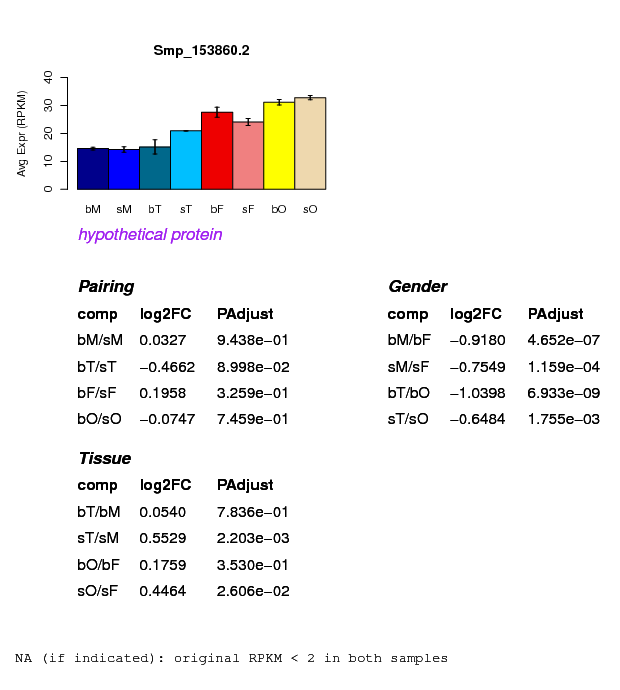 Smp_153860.2
Avg Expr (RPKM)
0 10 20 30 40
bM sM bT sT bF sF bO sO
hypothetical protein
Pairing
comp log2FC PAdjust
bM/sM 0.0327 9.438e−01
bT/sT −0.4662 8.998e−02
bF/sF 0.1958 3.259e−01
bO/sO −0.0747 7.459e−01
Gender
comp log2FC PAdjust
bM/bF −0.9180 4.652e−07
sM/sF −0.7549 1.159e−04
bT/bO −1.0398 6.933e−09
sT/sO −0.6484 1.755e−03
Tissue
comp log2FC PAdjust
bT/bM 0.0540 7.836e−01
sT/sM 0.5529 2.203e−03
bO/bF 0.1759 3.530e−01
sO/sF 0.4464 2.606e−02
NA (if indicated): original RPKM < 2 in both samples